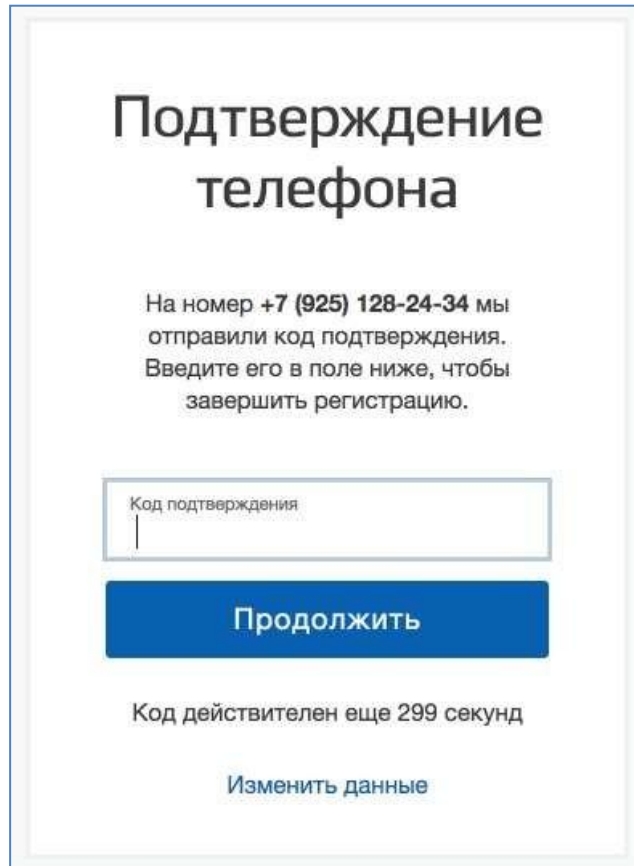 Подтверждение
телефона
На номер +7 (925) 128-24-34 мы
отправили код подтверждения.
Введите его в поле ниже, чтобы
завершить регистрацию.
Код подтверждения
Продолжить
Код действителен еще 299 секунд
Изменить данные